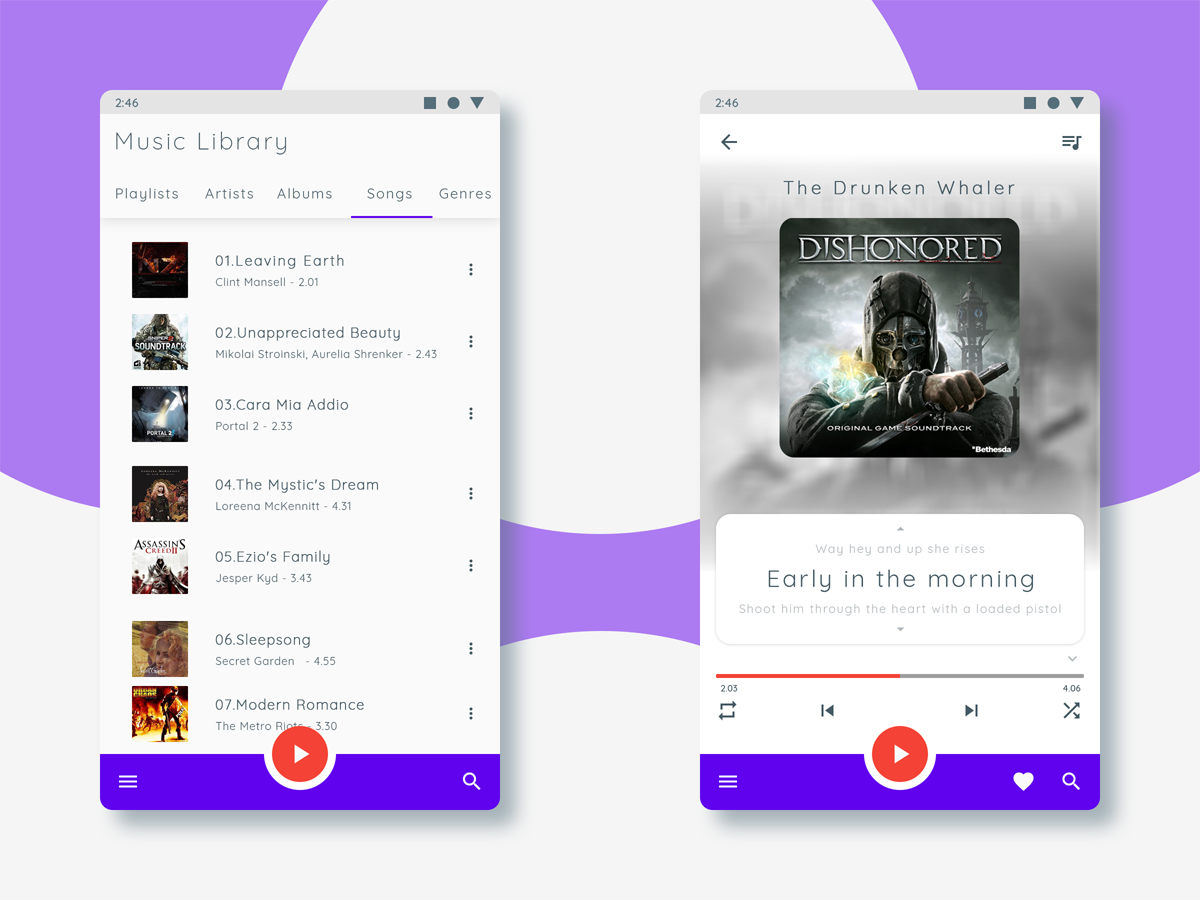 2:46
Music Library
Playlists Artists Albums Songs Genres
01.Leaving Earth
Clint Mansell - 2.01
SOUNDTRACK
02.Unappreciated Beauty
Mikolai Stroinski, Aurelia Shrenker - 2.43
PORTAL 2
03.Cara Mia Addio
Portal 2 - 2.33
04.The Mystic's Dream
Loreena McKennitt - 4.31
ASSASSIN'S
CREED II
05.Ezio's Family
Jesper Kyd - 3.43
06.Sleepsong
Secret Garden - 4.55
URBAN
CHAOS
07.Modern Romance
The Metro Riots - 3.30
2:46
The Drunken Whaler
DISHONORED
ORIGINAL GAME SOUNDTRACK
Bethesda
Way hey and up she rises
Early in the morning
Shoot him through the heart with a loaded pistol
2.03 4.06